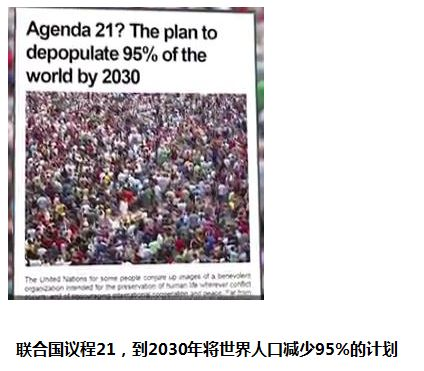 Agenda 21? The plan to
depopulate 95% of the
world by 2030
The United Nations for some people conjure up images of a benevolent
organization intended for the preservation of human life wherever conflict
联合国议程21，到2030年将世界人口减少95%的计划